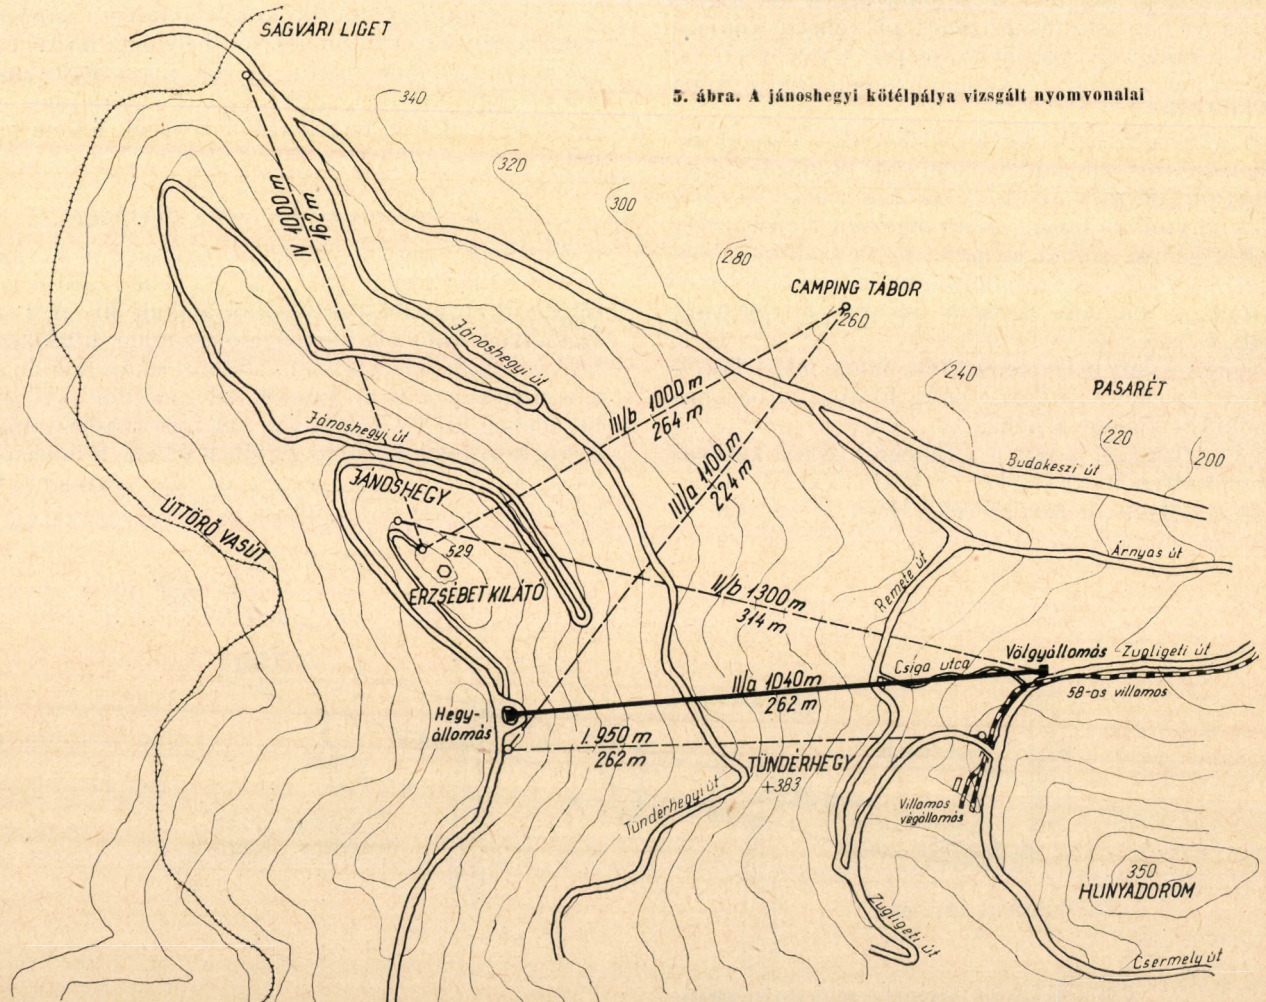 SÁGVÁRI LIGET
340
5. ábra. A jánoshegyi kötélpálya vizsgált nyomvonalai
320
300
IV 1000 m
162 m
280
CAMPING TÁBOR
260
Jánoshegyi út
240
PASARÉT
III/b 1000 m
264 m
Jánoshegyi út
220
200
Budakeszi út
III/a 1100 m
224 m
JÁNOSHEGY
ÚTTÖRŐ VASÚT
529
ERZSÉBET KILÁTÓ
Árnyas út
Remete út
II/b 1300 m
314 m
Völgyállomás
Zugligeti út
Csiga utca
58-as villamos
II/a 1040 m
262 m
Hegy-
állomás
I. 950 m
262 m
TÜNDÉRHEGY
+383
Tündérhegyi út
Villamos
végállomás
350
HUNYADOROM
Zugligeti út
Csermely út